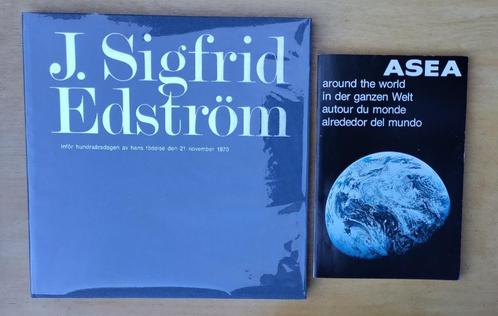 J. Sigfrid
Edström
inför hundraårsdagen av hans födelse den 21 november 1970
ASEA
around the world
in der ganzen Welt
autour du monde
alrededor del mundo